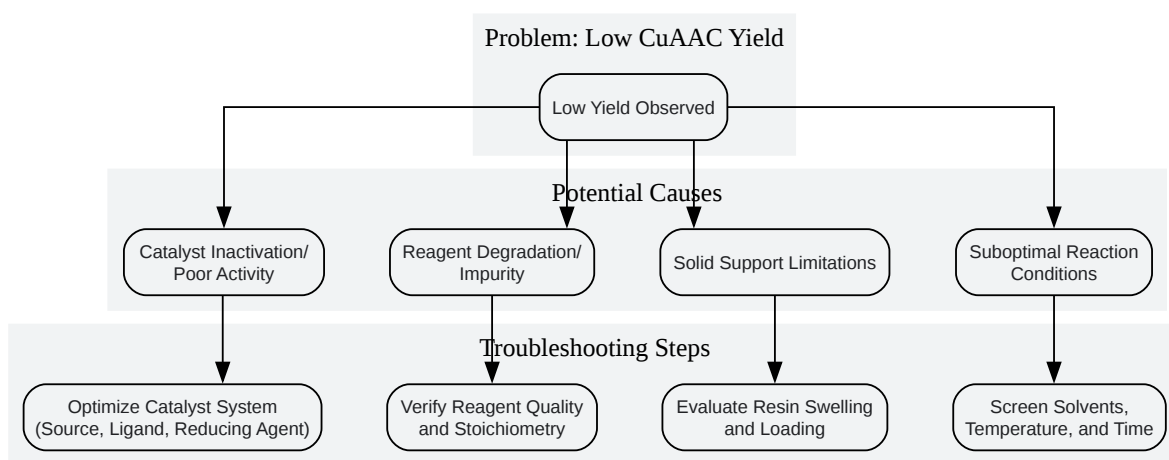 Problem: Low CuAAC Yield
Low Yield Observed
Potential Causes
Catalyst Inactivation/
Poor Activity
Reagent Degradation/
Impurity
Solid Support Limitations
Suboptimal Reaction
Conditions
Troubleshooting Steps
Optimize Catalyst System
(Source, Ligand, Reducing Agent)
Verify Reagent Quality
and Stoichiometry
Evaluate Resin Swelling
and Loading
Screen Solvents,
Temperature, and Time